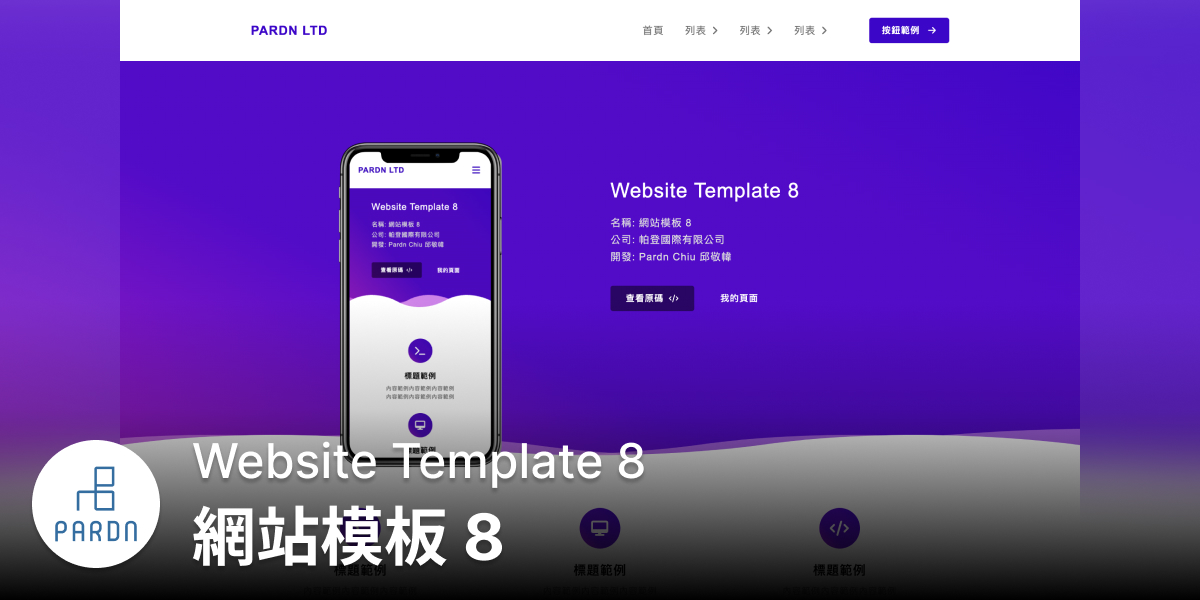 PARDN LTD
首頁
列表
列表
列表
按鈕範例
PARDN LTD
Website Template 8
名稱: 網站模板 8
公司: 帕登國際有限公司
開發: Pardn Chiu 邱敬幃
查看原碼 </>
我的頁面
標題範例
內容範例內容範例內容範例
內容範例內容範例內容範例
標題範例
Website Template 8
名稱: 網站模板 8
公司: 帕登國際有限公司
開發: Pardn Chiu 邱敬幃
查看原碼 </>
我的頁面
PARDN
Website Template 8
網站模板 8
標題範例
標題範例
標題範例